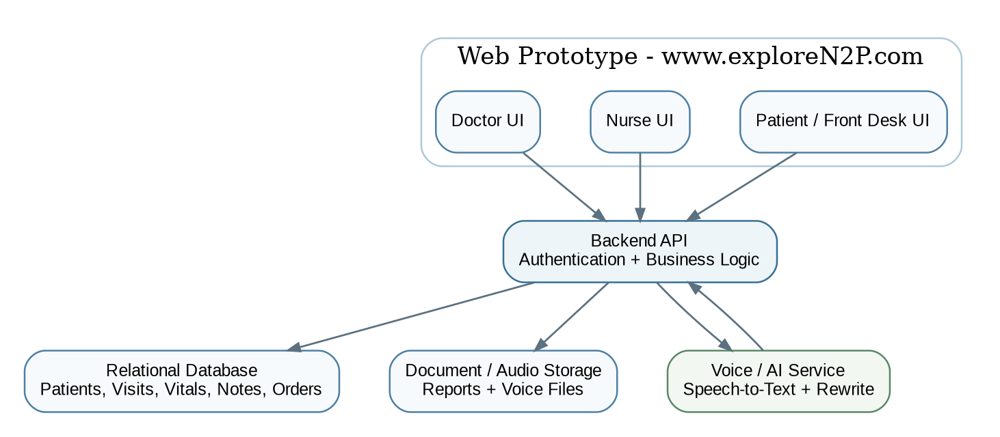 Web Prototype - www.exploreN2P.com
Doctor UI
Nurse UI
Patient / Front Desk UI
Backend API
Authentication + Business Logic
Relational Database
Patients, Visits, Vitals, Notes, Orders
Document / Audio Storage
Reports + Voice Files
Voice / AI Service
Speech-to-Text + Rewrite